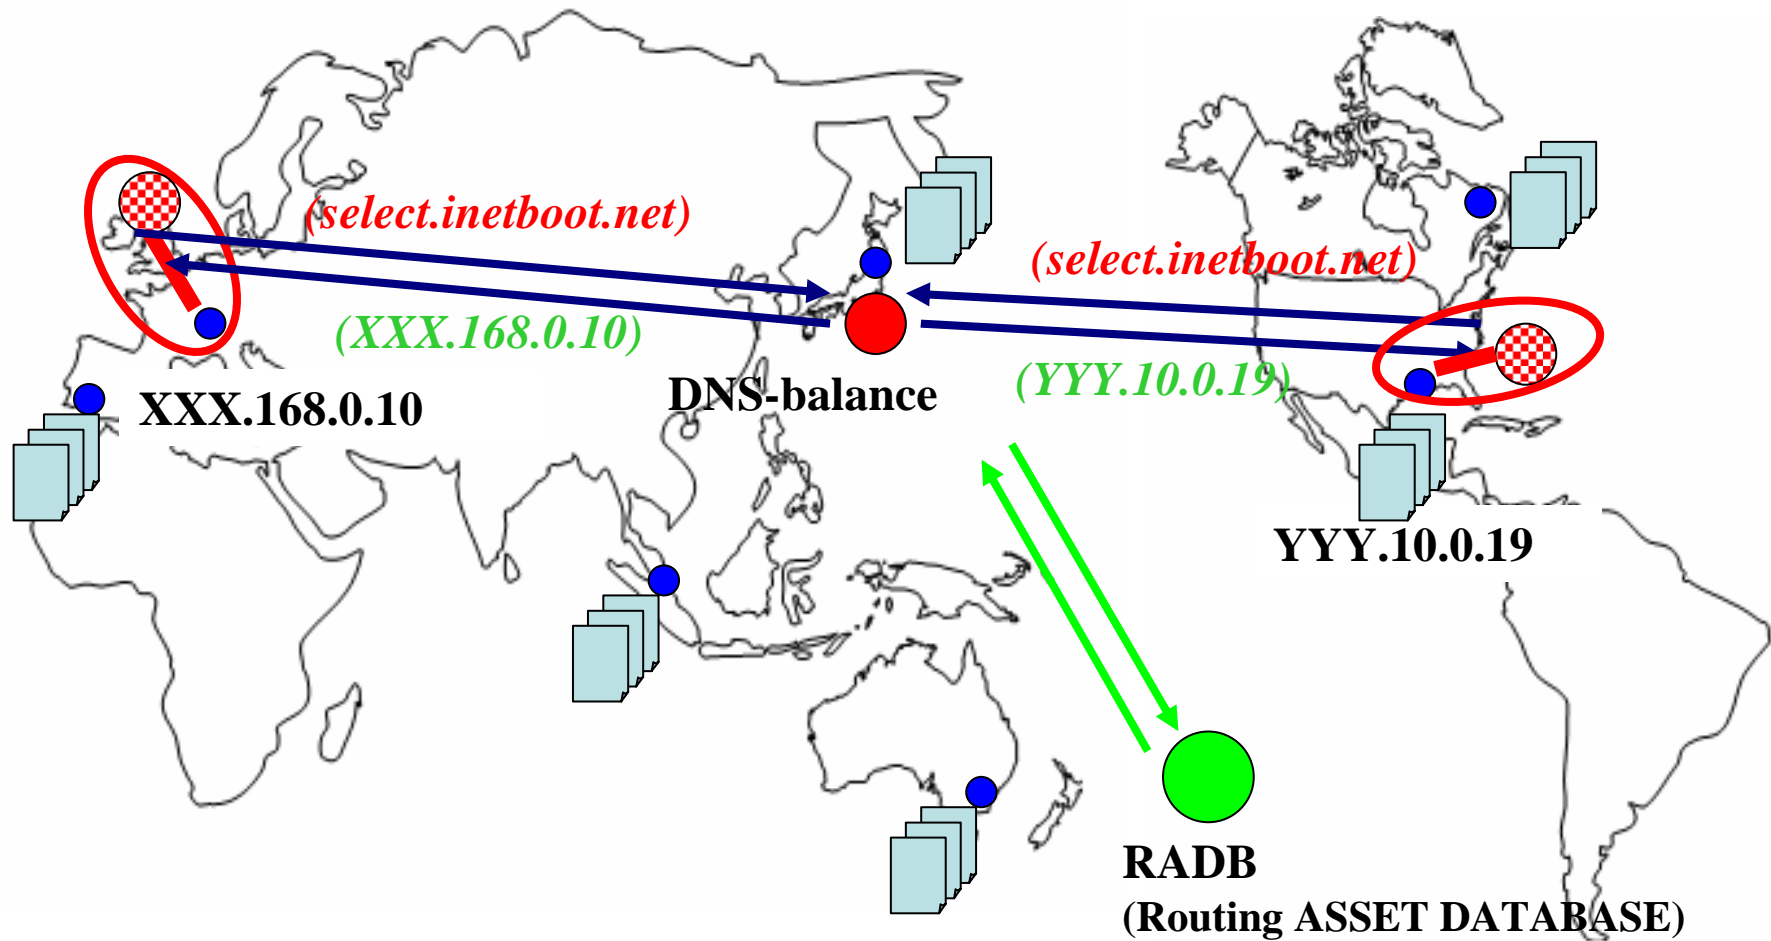 (select.inetboot.net)
(select.inetboot.net)
(XXX.168.0.10)
(YYY.10.0.19)
XXX.168.0.10
DNS-balance
YYY.10.0.19
RADB
(Routing ASSET DATABASE)